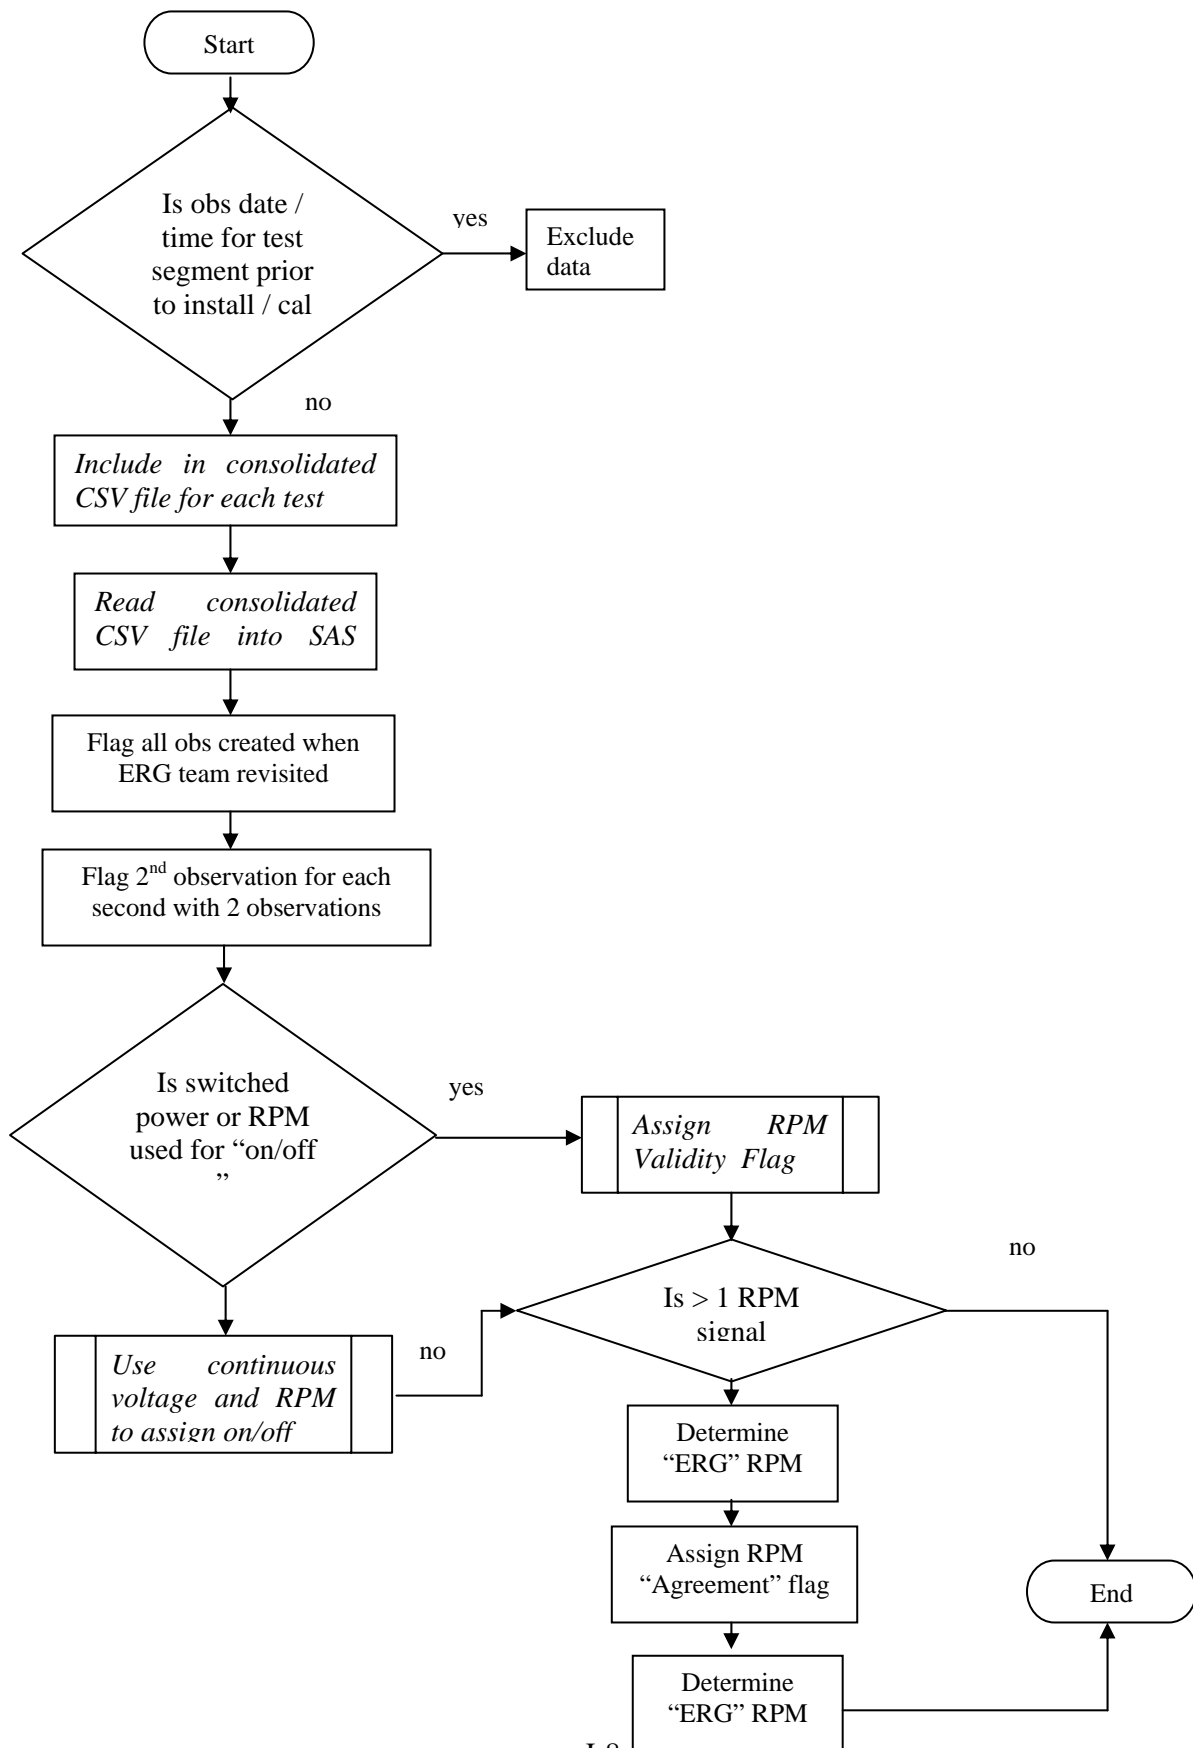 Start
Is obs date /
time for test
segment prior
to install / cal
yes
Exclude
data
no
Include in consolidated
CSV file for each test
Read consolidated
CSV file into SAS
Flag all obs created when
ERG team revisited
Flag 2nd observation for each
second with 2 observations
Is switched
power or RPM
used for “on/off
”
yes
Assign RPM
Validity Flag
no
Is > 1 RPM
signal
Use continuous
voltage and RPM
to assign on/off
no
Determine
“ERG” RPM
Assign RPM
“Agreement” flag
End
Determine
“ERG” RPM